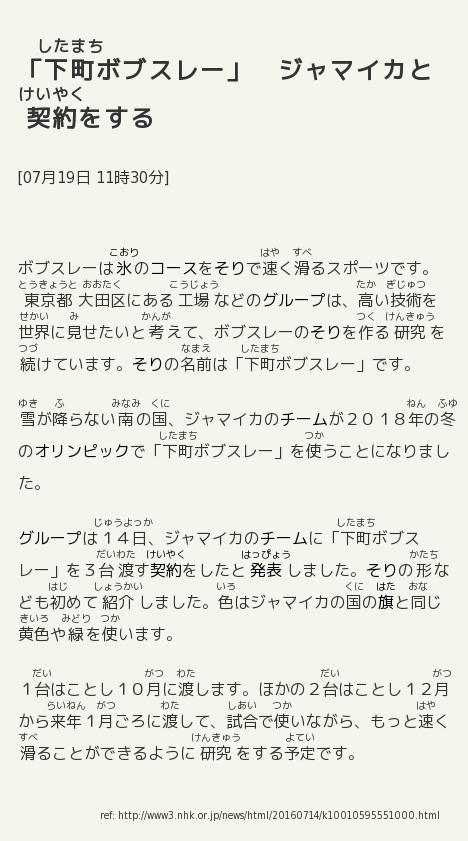 したまち
「下町ボブスレー」　ジャマイカと
けいやく
契約をする
[07月19日 11時30分]
こおり はや すべ
ボブスレーは氷のコースをそりで速く滑るスポーツです。
とうきょうと おおたく こうじょう たか ぎじゅつ
東京都 大田区にある 工場 などのグループは、高い技術を
せかい み かんが つく けんきゅう
世界に見せたいと考えて、ボブスレーのそりを作る 研究 を
つづ なまえ したまち
続けています。そりの名前は「下町ボブスレー」です。
ゆき ふ みなみ くに ねん ふゆ
雪が降らない南の国、ジャマイカのチームが２０１８年の冬
したまち つか
のオリンピックで「下町ボブスレー」を使うことになりまし
た。
じゅうよっか したまち
グループは１４日、ジャマイカのチームに「下町ボブス
だいわた けいやく はっぴょう かたち
レー」を３台渡す契約をしたと 発表 しました。そりの形な
はじ しょうかい いろ くに はた おな
ども初めて紹介 しました。色はジャマイカの国の旗と同じ
きいろ みどり つか
黄色や緑を使います。
だい がつ わた だい がつ
１台はことし１０月に渡します。ほかの２台はことし１２月
らいねん がつ わた しあい つか はや
から来年１月ごろに渡して、試合で使いながら、もっと速く
すべ けんきゅう よてい
滑ることができるように 研究 をする予定です。
ref: http://www3.nhk.or.jp/news/html/20160714/k10010595551000.html